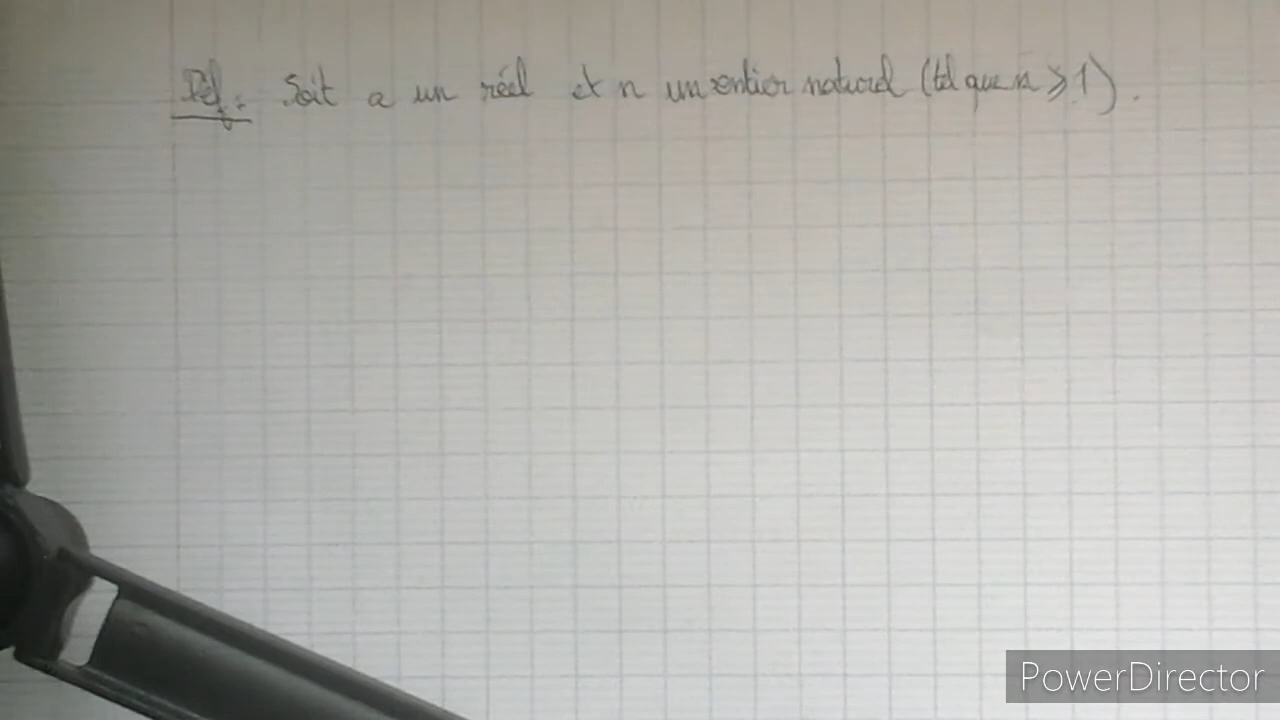 Déf : Soit a un réel et n un entier naturel (tel que n ⩾ 1).
PowerDirector